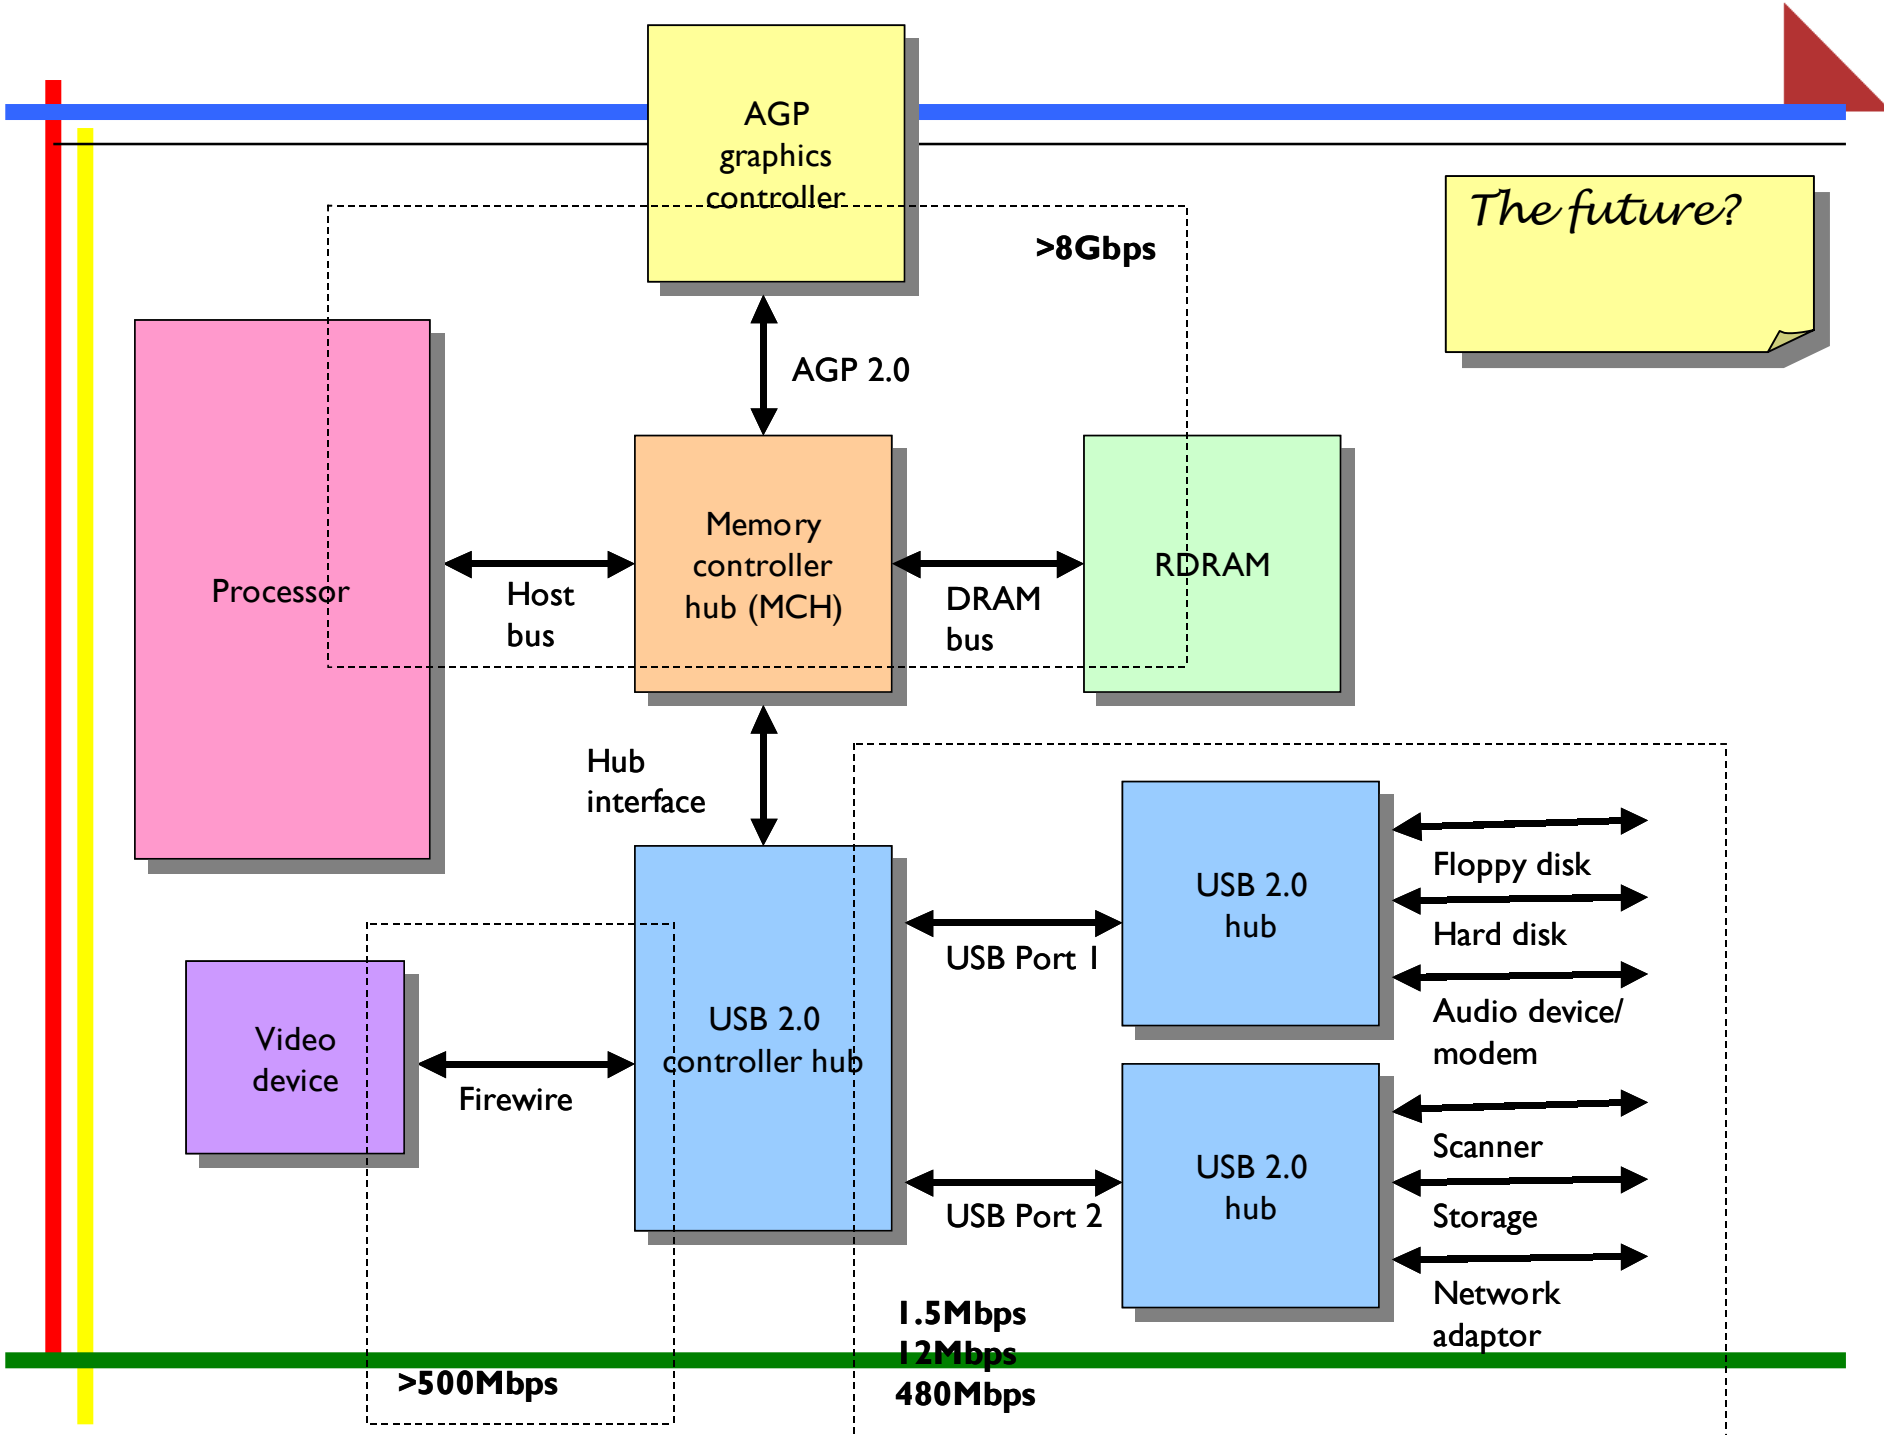 AGP
graphics
controller
The future?
>8Gbps
AGP 2.0
Processor
Host
bus
Memory
controller
hub (MCH)
DRAM
bus
RDRAM
Hub
interface
USB 2.0
hub
Floppy disk
Hard disk
Audio device/
modem
USB Port 1
Video
device
Firewire
USB 2.0
controller hub
USB Port 2
USB 2.0
hub
Scanner
Storage
Network
adaptor
1.5Mbps
12Mbps
480Mbps
>500Mbps